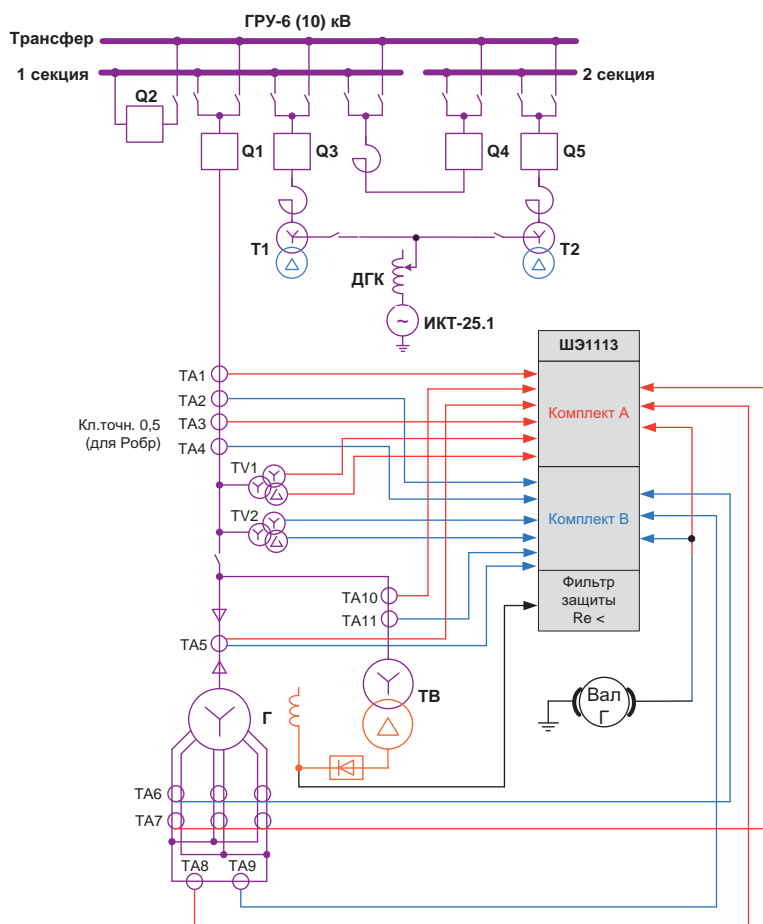 ГРУ-6 (10) кВ
Трансфер
1 секция
2 секция
Q2
Q1
Q3
Q4
Q5
T1
T2
ДГК
~
ИКТ-25.1
ШЭ1113
TA1
TA2
Комплект А
Кл.точн. 0,5
(для Робр)
TA3
TA4
TV1
TV2
Комплект В
Фильтр
защиты
Re <
TA10
TA11
TA5
Вал
Г
Г
ТВ
TA6
TA7
TA8
TA9